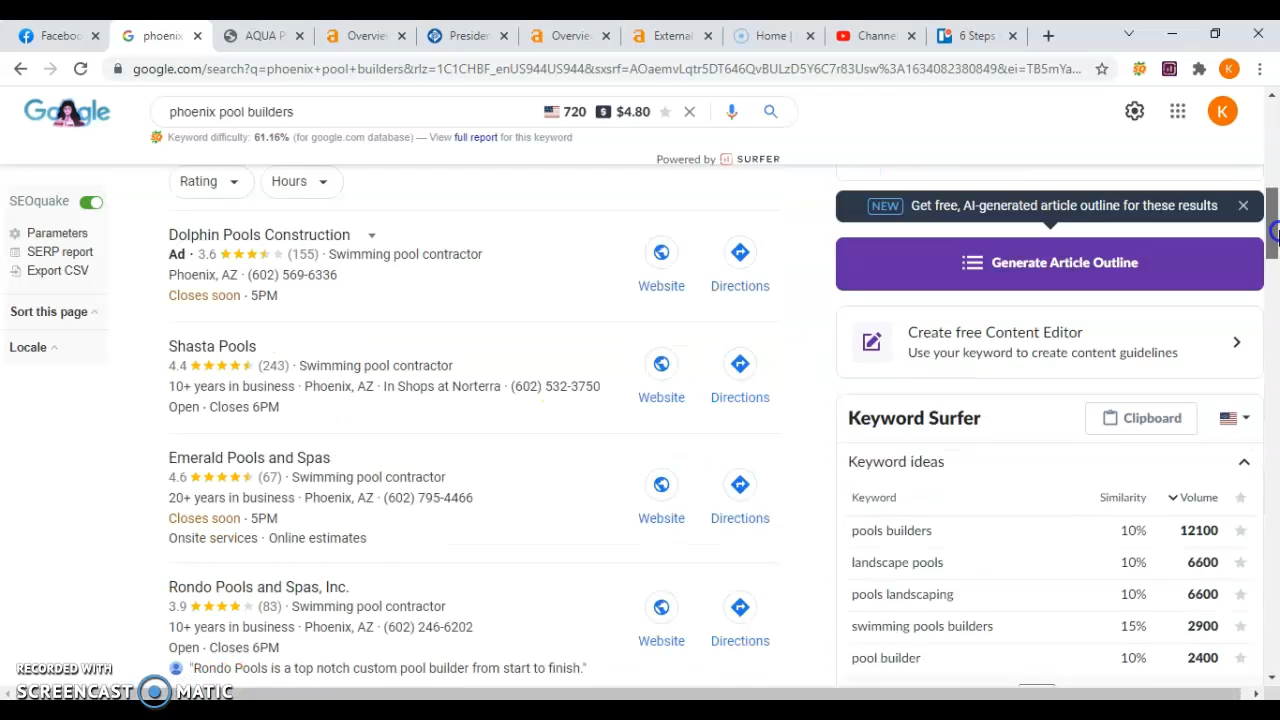 Faceboo
phoenix
AQUA P
Overvie
Presiden
Overvie
External
Home |
Channe
6 Steps
google.com/search?q=phoenix+pool+builders&rlz=1C1CHBF_enUS944US944&sxsrf=AOaemvLqtr5DT646QvBULzD5Y6C7r83Usw%3A1634082380849&ei=TB5mYa...
K
Google
phoenix pool builders
720
$4.80
K
Keyword difficulty: 61.16% (for google.com database) — View full report for this keyword
Powered by SURFER
Rating
Hours
SEOquake
Parameters
SERP report
Export CSV
Sort this page
Locale
Dolphin Pools Construction
Ad · 3.6 (155) · Swimming pool contractor
Phoenix, AZ · (602) 569-6336
Closes soon · 5PM
Website
Directions
Shasta Pools
4.4 (243) · Swimming pool contractor
10+ years in business · Phoenix, AZ · In Shops at Norterra · (602) 532-3750
Open · Closes 6PM
Website
Directions
Emerald Pools and Spas
4.6 (67) · Swimming pool contractor
20+ years in business · Phoenix, AZ · (602) 795-4466
Closes soon · 5PM
Onsite services · Online estimates
Website
Directions
Rondo Pools and Spas, Inc.
3.9 (83) · Swimming pool contractor
10+ years in business · Phoenix, AZ · (602) 246-6202
Open · Closes 6PM
"Rondo Pools is a top notch custom pool builder from start to finish."
Website
Directions
NEW Get free, AI-generated article outline for these results
Generate Article Outline
Create free Content Editor
Use your keyword to create content guidelines
Keyword Surfer
Clipboard
Keyword ideas
Keyword Similarity Volume
pools builders 10% 12100
landscape pools 10% 6600
pools landscaping 10% 6600
swimming pools builders 15% 2900
pool builder 10% 2400
RECORDED WITH
SCREENCAST MATIC